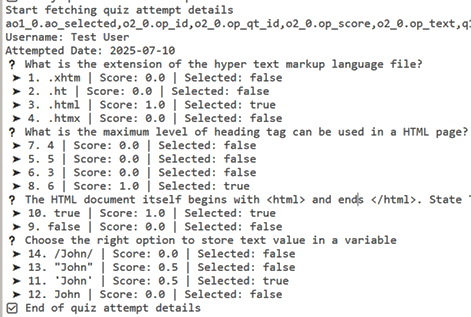 Start fetching quiz attempt details
ao1_0.ao_selected,o2_0.op_id,o2_0.op_qt_id,o2_0.op_score,o2_0.op_text,q
Username: Test User
Attempted Date: 2025-07-10
? What is the extension of the hyper text markup language file?
➤ 1. .xhtm | Score: 0.0 | Selected: false
➤ 2. .ht | Score: 0.0 | Selected: false
➤ 3. .html | Score: 1.0 | Selected: true
➤ 4. .htmx | Score: 0.0 | Selected: false
? What is the maximum level of heading tag can be used in a HTML page?
➤ 7. 4 | Score: 0.0 | Selected: false
➤ 5. 5 | Score: 0.0 | Selected: false
➤ 6. 3 | Score: 0.0 | Selected: false
➤ 8. 6 | Score: 1.0 | Selected: true
? The HTML document itself begins with <html> and ends </html>. State
➤ 10. true | Score: 1.0 | Selected: true
➤ 9. false | Score: 0.0 | Selected: false
? Choose the right option to store text value in a variable
➤ 14. /John/ | Score: 0.0 | Selected: false
➤ 13. "John" | Score: 0.5 | Selected: false
➤ 11. 'John' | Score: 0.5 | Selected: true
➤ 12. John | Score: 0.0 | Selected: false
☑ End of quiz attempt details